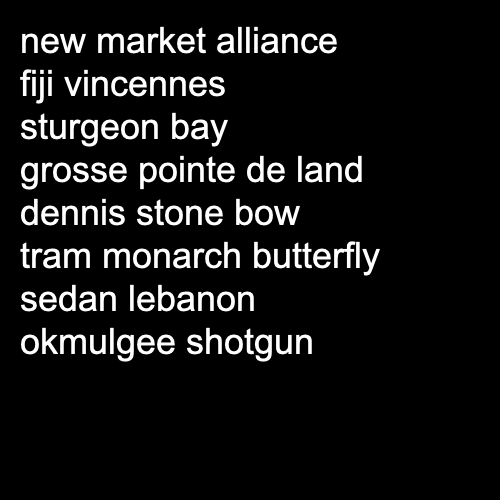 new market alliance
fiji vincennes
sturgeon bay
grosse pointe de land
dennis stone bow
tram monarch butterfly
sedan lebanon
okmulgee shotgun